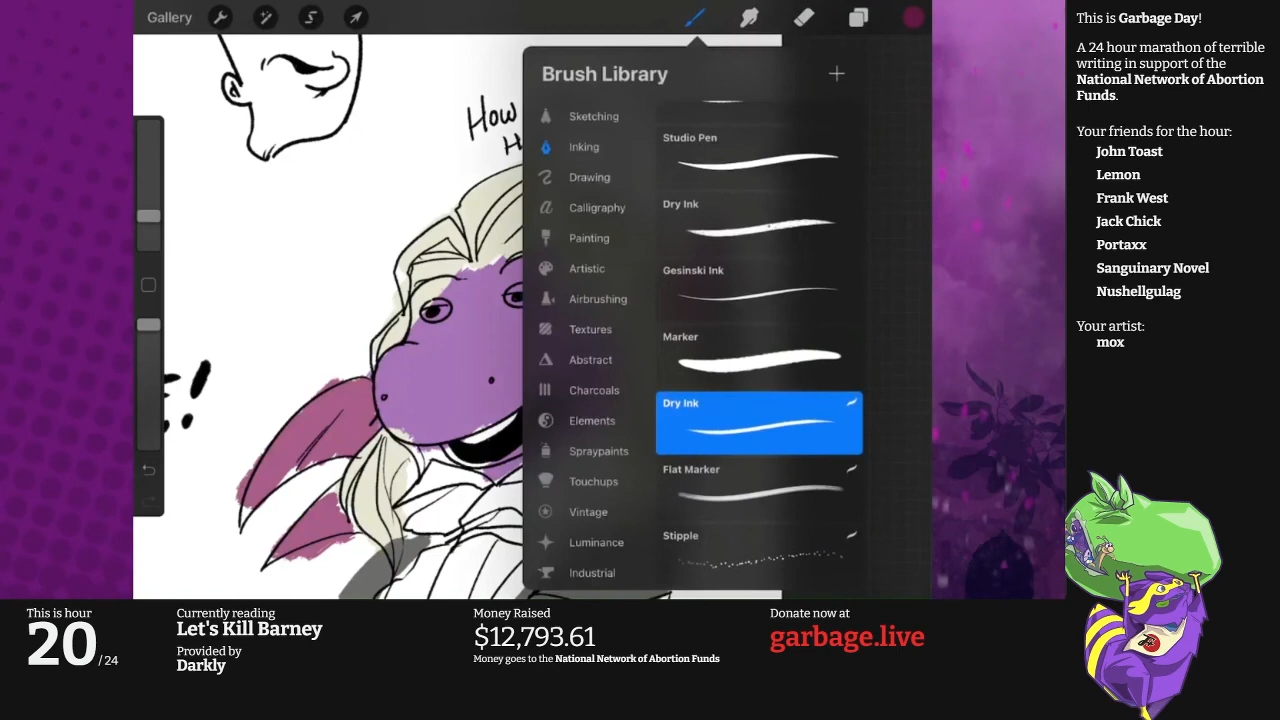 Gallery
How
H
!
Brush Library
Sketching
Inking
Drawing
Calligraphy
Painting
Artistic
Airbrushing
Textures
Abstract
Charcoals
Elements
Spraypaints
Touchups
Vintage
Luminance
Industrial
Studio Pen
Dry Ink
Gesinski Ink
Marker
Dry Ink
Flat Marker
Stipple
This is Garbage Day!
A 24 hour marathon of terrible
writing in support of the
National Network of Abortion
Funds.
Your friends for the hour:
John Toast
Lemon
Frank West
Jack Chick
Portaxx
Sanguinary Novel
Nushellgulag
Your artist:
mox
This is hour
20 / 24
Currently reading
Let's Kill Barney
Provided by
Darkly
Money Raised
$12,793.61
Money goes to the National Network of Abortion Funds
Donate now at
garbage.live